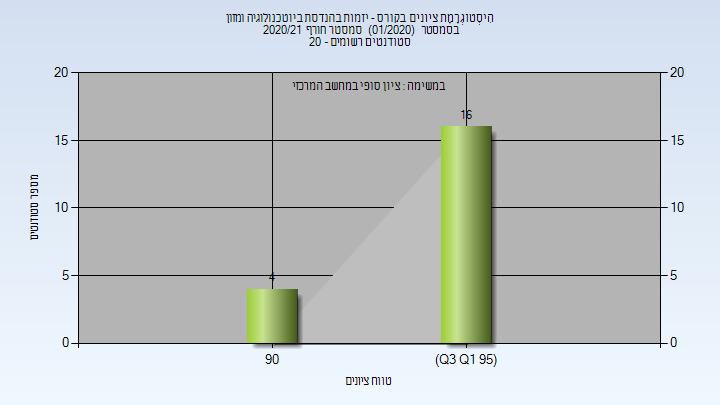 היסטוגרמת ציונים בקורס - יזמות בהנדסת ביוטכנולוגיה ומזון
בסמסטר (01/2020) סמסטר חורף 2020/21
סטודנטים רשומים - 20
במשימה : ציון סופי במחשב המרכזי
20
20
16
15
15
מספר סטודנטים
10
10
5
5
4
0
0
90
(Q3 Q1 95)
טווח ציונים